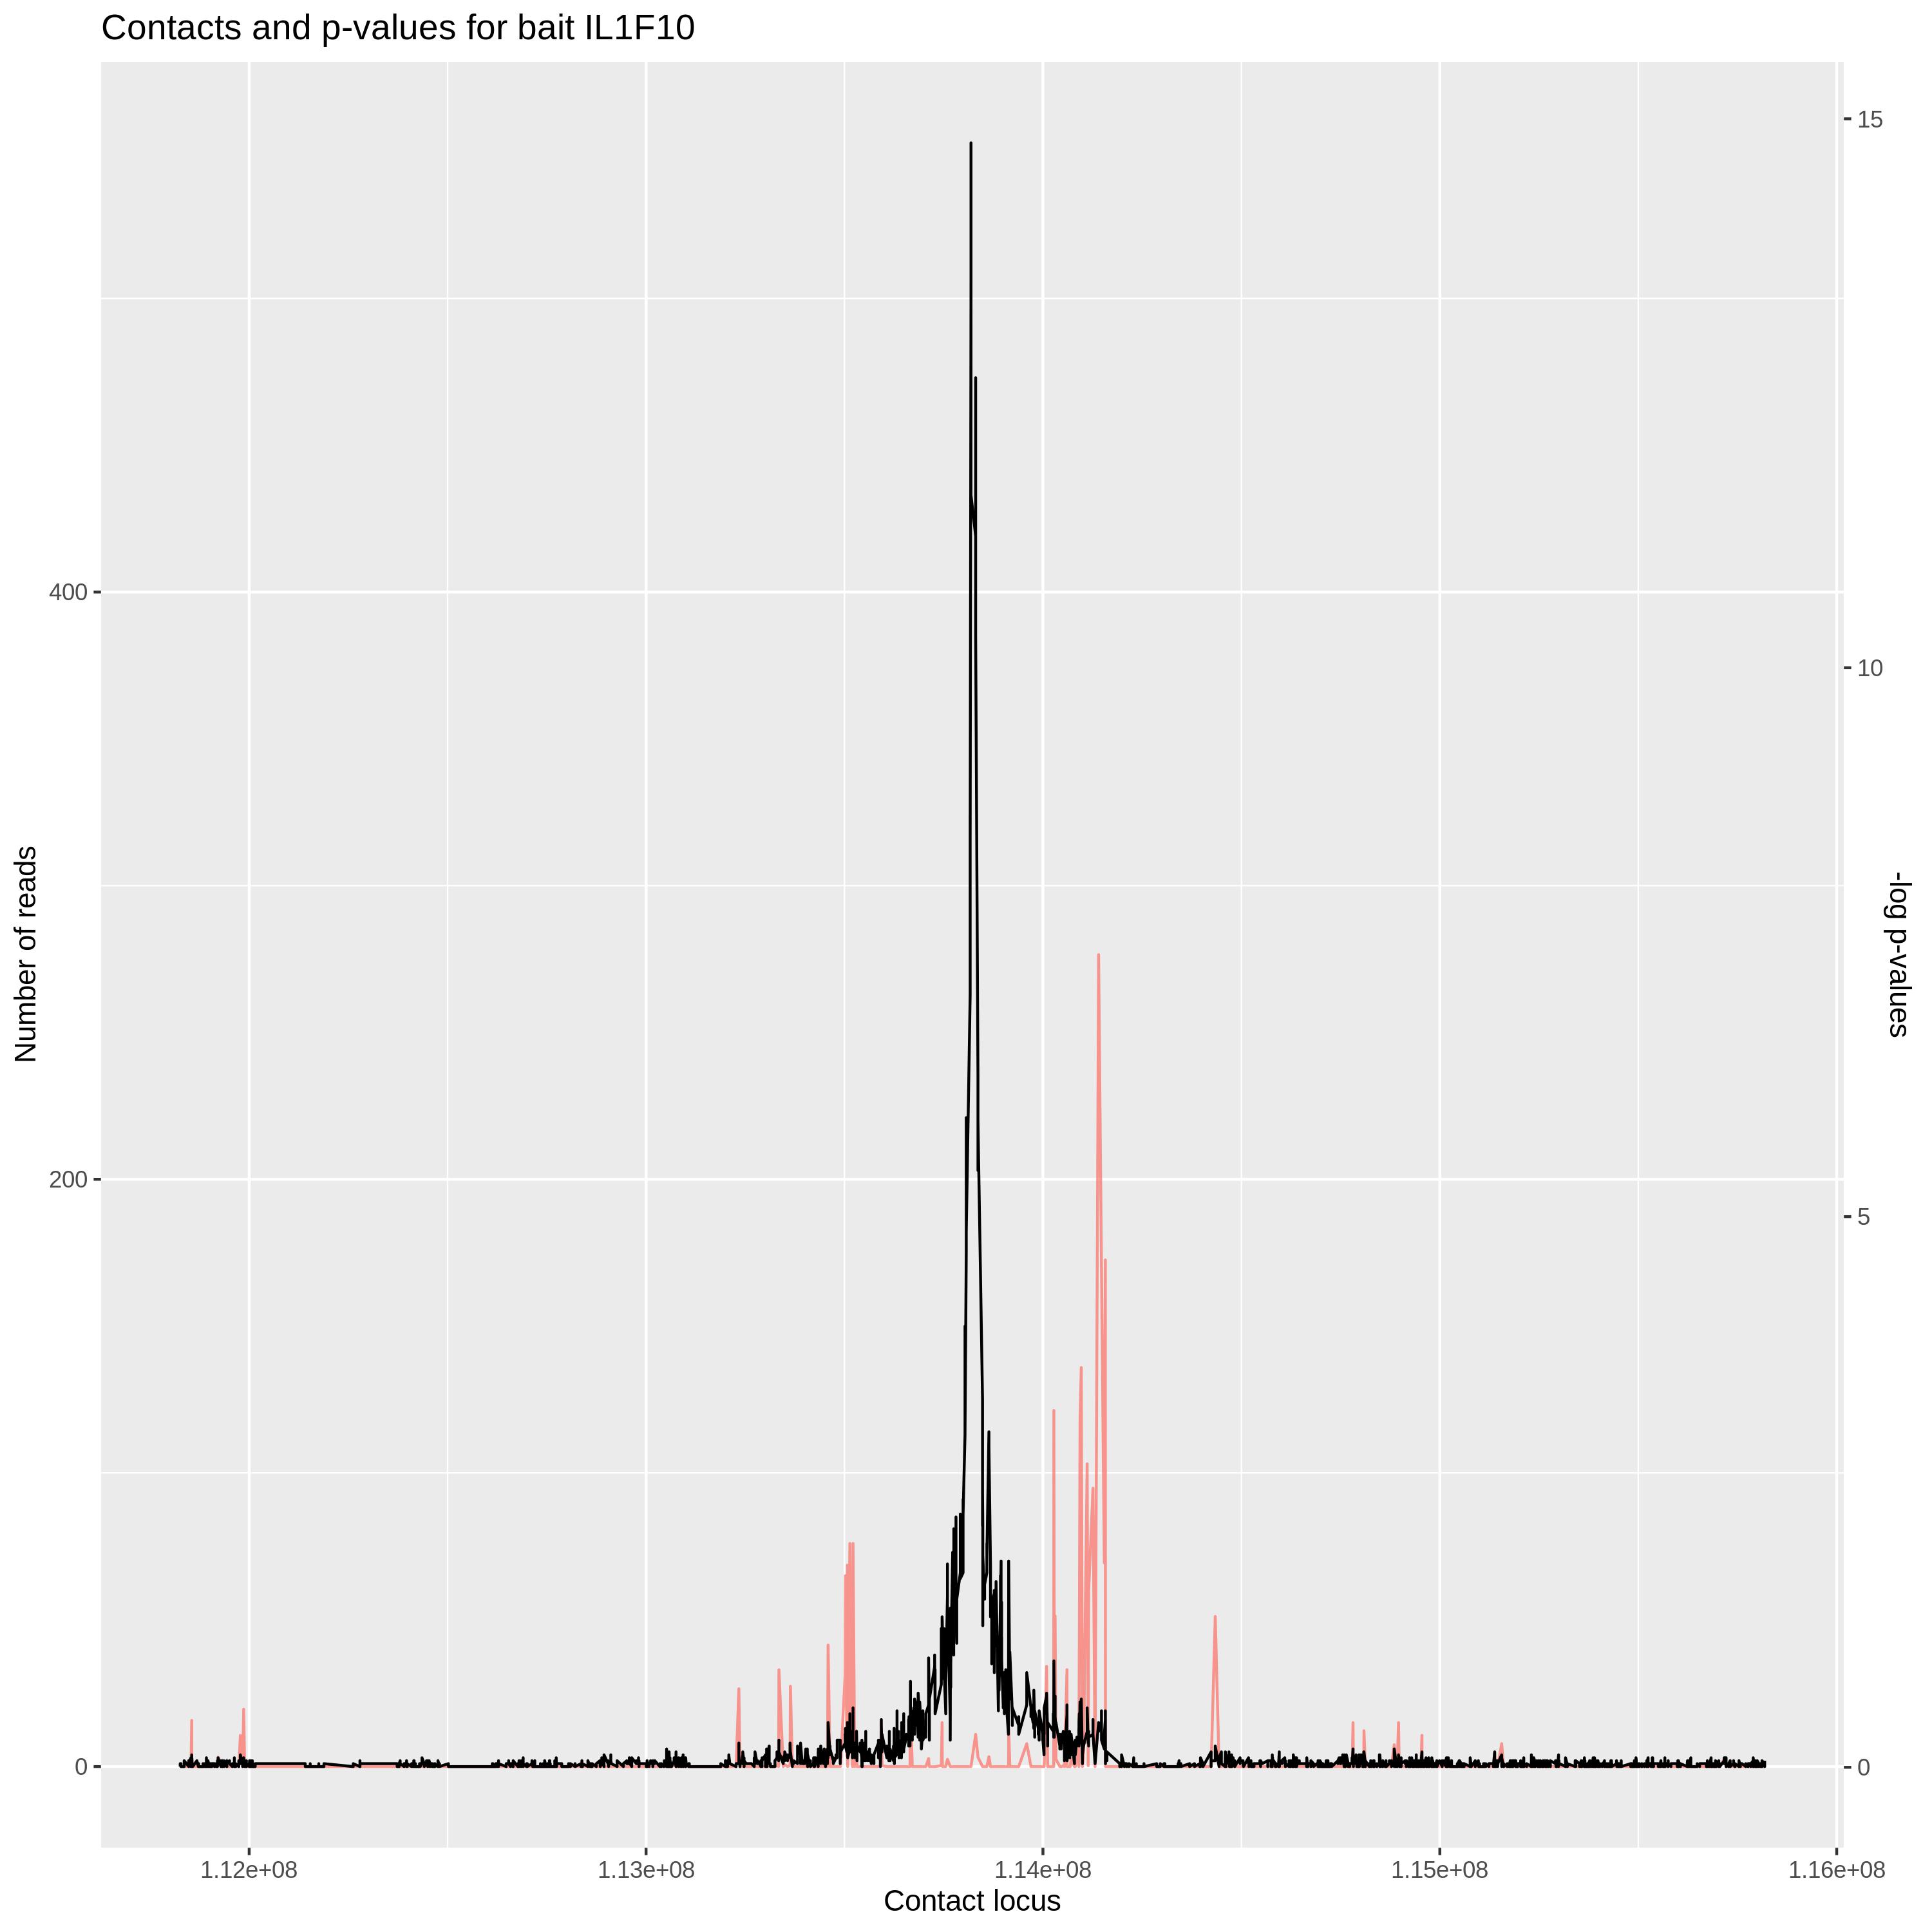 Contacts and p-values for bait IL1F10
15
10
5
0
-log p-values
400
200
0
Number of reads
1.12e+08
1.13e+08
1.14e+08
1.15e+08
1.16e+08
Contact locus